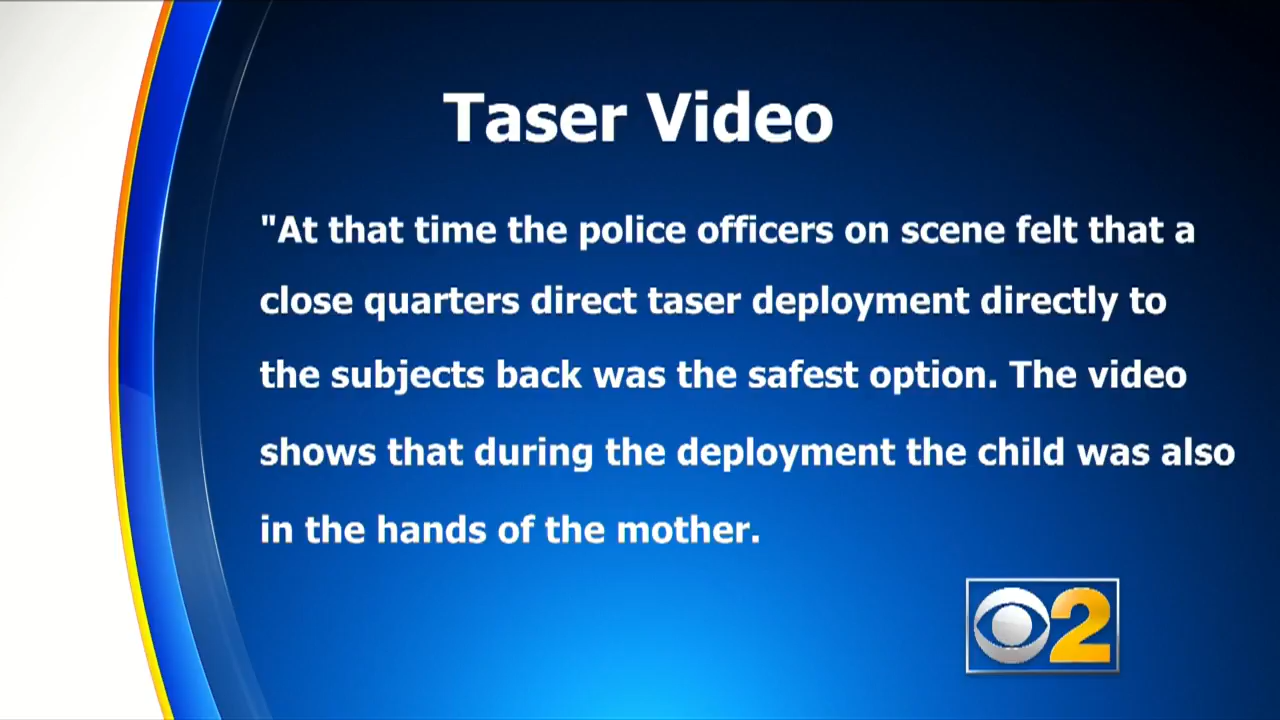 Taser Video
"At that time the police officers on scene felt that a
close quarters direct taser deployment directly to
the subjects back was the safest option. The video
shows that during the deployment the child was also
in the hands of the mother.
2